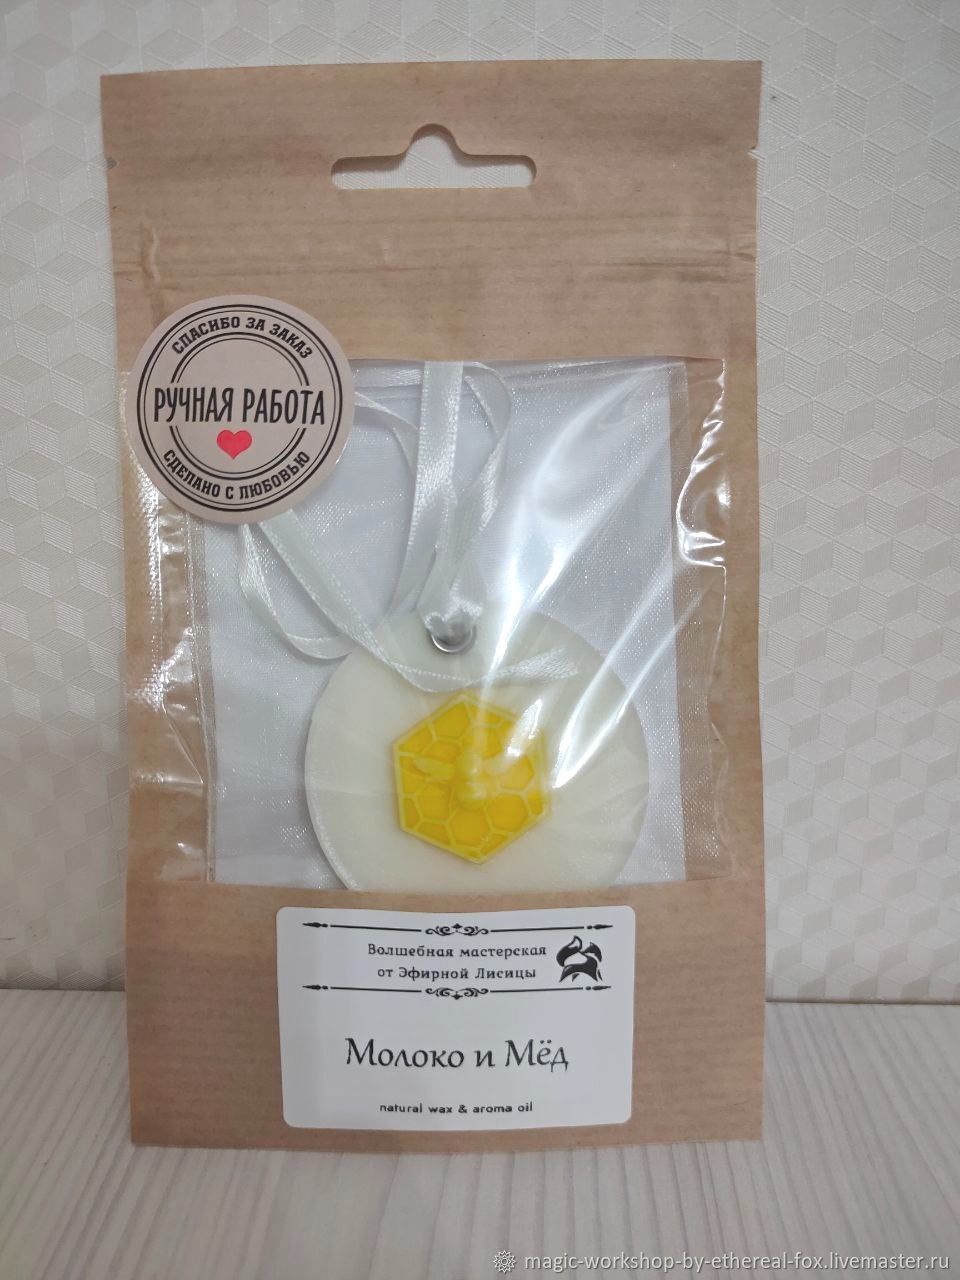 СПАСИБО ЗА ЗАКАЗ
РУЧНАЯ РАБОТА
СДЕЛАНО С ЛЮБОВЬЮ
Волшебная мастерская
от Эфирной Лисицы
Молоко и Мёд
natural wax & aroma oil
magic-workshop-by-ethereal-fox.livemaster.ru